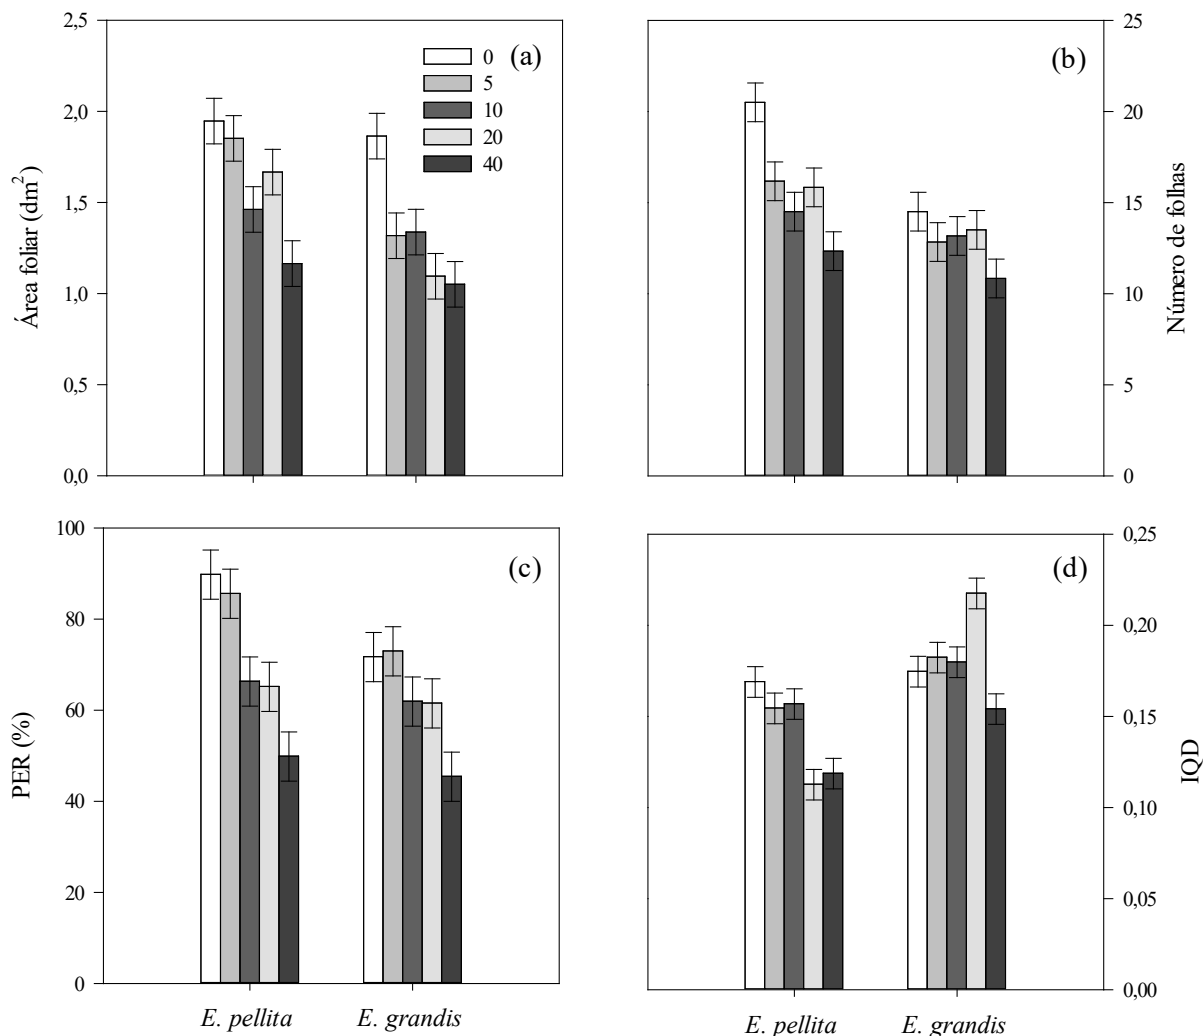 2,5
2,0
1,5
1,0
0,5
0,0
Área foliar (dm²)
0
5
10
20
40
(a)
25
20
15
10
5
0
Número de folhas
(b)
100
80
60
40
20
0
PER (%)
(c)
E. pellita
E. grandis
0,25
0,20
0,15
0,10
0,05
0,00
IQD
(d)
E. pellita
E. grandis